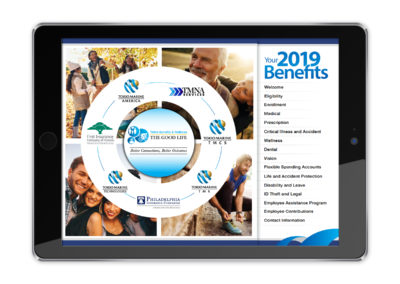 Your 2019
Benefits
Welcome
Eligibility
Enrollment
Medical
Prescription
Critical Illness and Accident
Wellness
Dental
Vision
Flexible Spending Accounts
Life and Accident Protection
Disability and Leave
ID Theft and Legal
Employee Assistance Program
Employee Contributions
Contact Information
TOKIO MARINE
AMERICA
TMNA
SERVICES
TOKIO MARINE
TMCS
PHILADELPHIA
INSURANCE COMPANIES
TOKIO MARINE
TOKIO MARINE
TECHNOLOGIES
First Insurance
THE GOOD LIFE
Better Connections, Better Outcomes